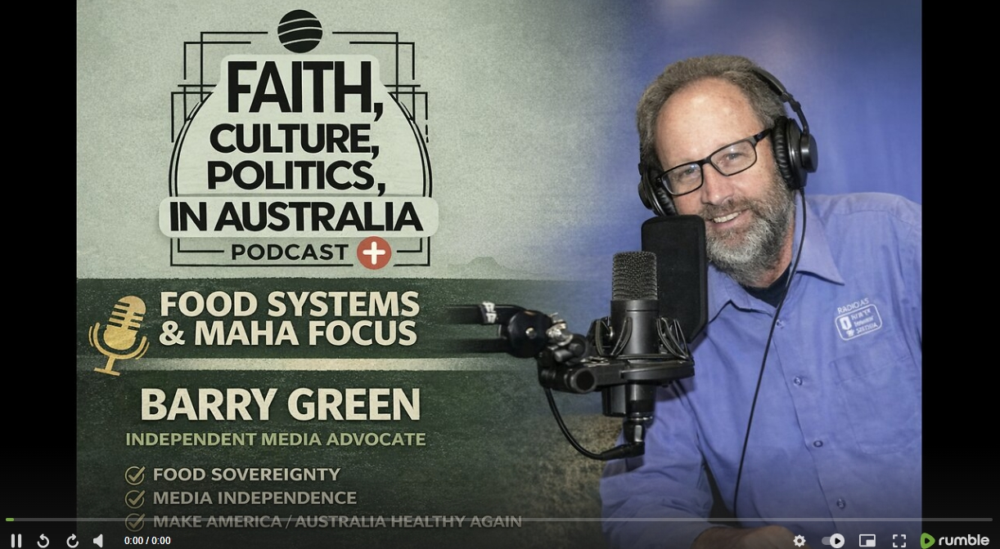 FAITH,
CULTURE,
POLITICS,
IN AUSTRALIA
PODCAST +
FOOD SYSTEMS
& MAHA FOCUS
BARRY GREEN
INDEPENDENT MEDIA ADVOCATE
FOOD SOVEREIGNTY
MEDIA INDEPENDENCE
MAKE AMERICA / AUSTRALIA HEALTHY AGAIN
0:00 / 0:00
rumble